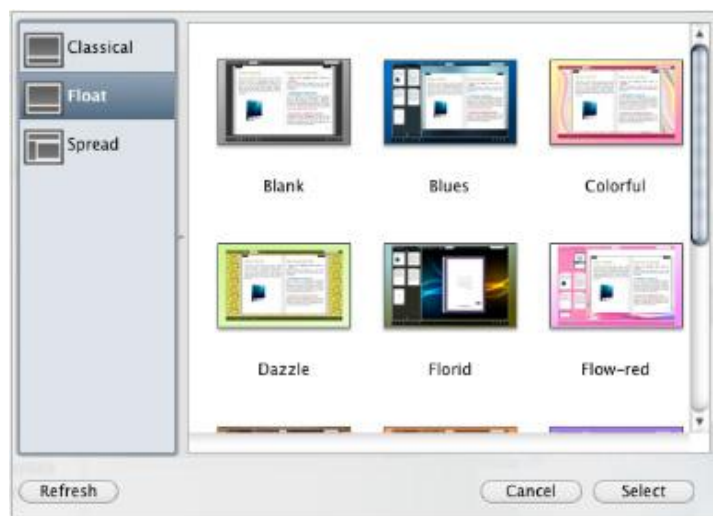 Classical
Float
Spread
Blank
Blues
Colorful
Dazzle
Florid
Flow-red
Refresh
Cancel
Select